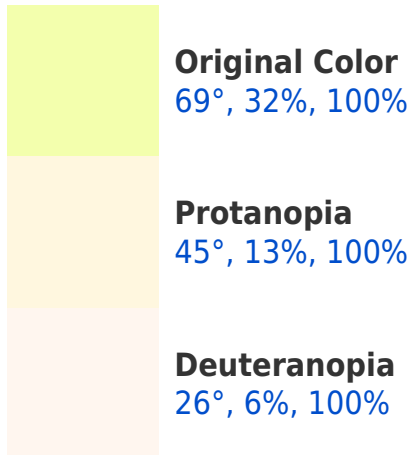 Original Color
69°, 32%, 100%
Protanopia
45°, 13%, 100%
Deuteranopia
26°, 6%, 100%